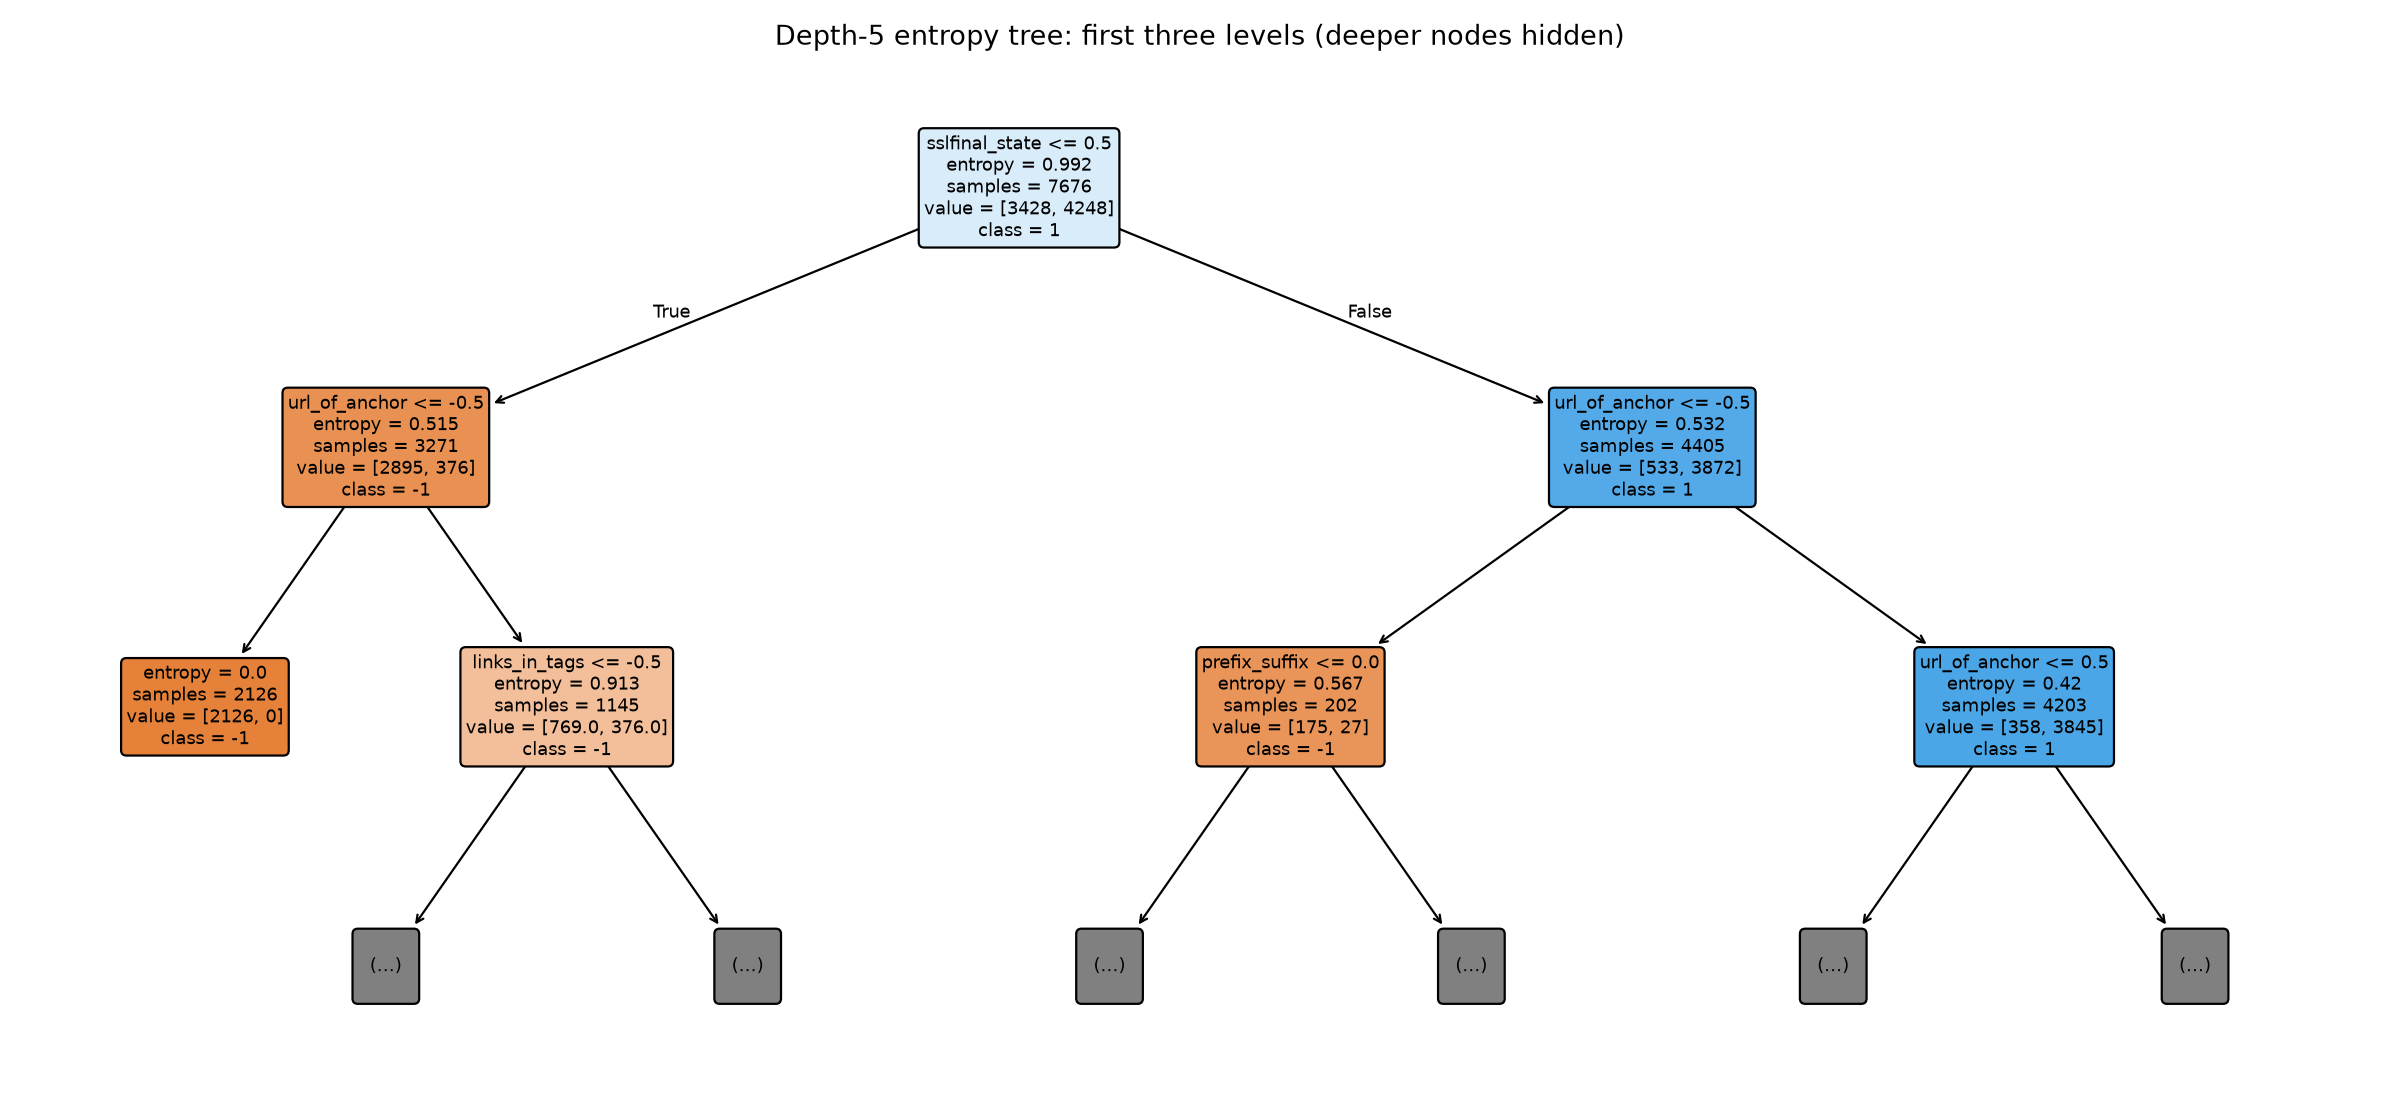 Depth-5 entropy tree: first three levels (deeper nodes hidden)
sslfinal_state <= 0.5
entropy = 0.992
samples = 7676
value = [3428, 4248]
class = 1
True
False
url_of_anchor <= -0.5
entropy = 0.515
samples = 3271
value = [2895, 376]
class = -1
url_of_anchor <= -0.5
entropy = 0.532
samples = 4405
value = [533, 3872]
class = 1
entropy = 0.0
samples = 2126
value = [2126, 0]
class = -1
links_in_tags <= -0.5
entropy = 0.913
samples = 1145
value = [769.0, 376.0]
class = -1
prefix_suffix <= 0.0
entropy = 0.567
samples = 202
value = [175, 27]
class = -1
url_of_anchor <= 0.5
entropy = 0.42
samples = 4203
value = [358, 3845]
class = 1
(...)
(...)
(...)
(...)
(...)
(...)